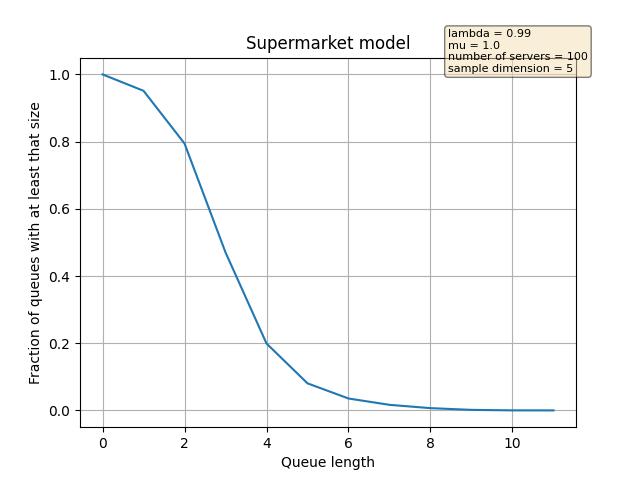 Supermarket model
lambda = 0.99
mu = 1.0
number of servers = 100
sample dimension = 5
Fraction of queues with at least that size
1.0
0.8
0.6
0.4
0.2
0.0
0 2 4 6 8 10
Queue length